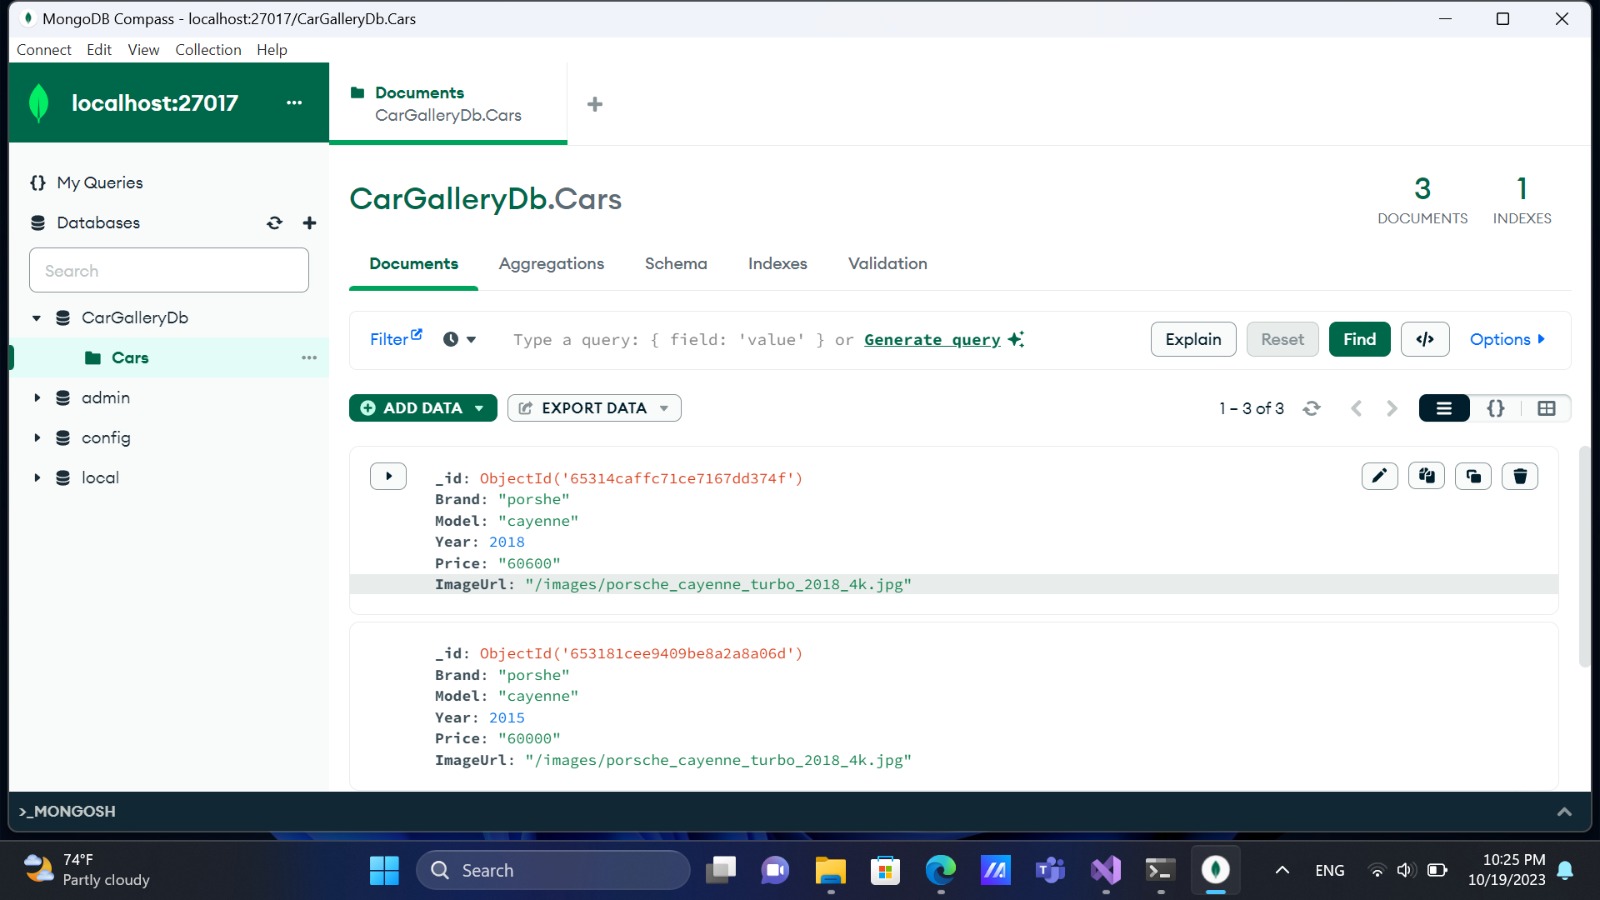 MongoDB Compass - localhost:27017/CarGalleryDb.Cars
Connect Edit View Collection Help
localhost:27017 ···
Documents
CarGalleryDb.Cars
My Queries
Databases
Search
CarGalleryDb
Cars ···
admin
config
local
CarGalleryDb.Cars
3
DOCUMENTS
1
INDEXES
Documents Aggregations Schema Indexes Validation
Filter Type a query: { field: 'value' } or Generate query Explain Reset Find </> Options
ADD DATA EXPORT DATA 1 – 3 of 3 {}
_id: ObjectId('65314caffc71ce7167dd374f')
Brand: "porshe"
Model: "cayenne"
Year: 2018
Price: "60600"
ImageUrl: "/images/porsche_cayenne_turbo_2018_4k.jpg"
_id: ObjectId('653181cee9409be8a2a8a06d')
Brand: "porshe"
Model: "cayenne"
Year: 2015
Price: "60000"
ImageUrl: "/images/porsche_cayenne_turbo_2018_4k.jpg"
>_MONGOSH
74°F
Partly cloudy
Search
ENG
10:25 PM
10/19/2023